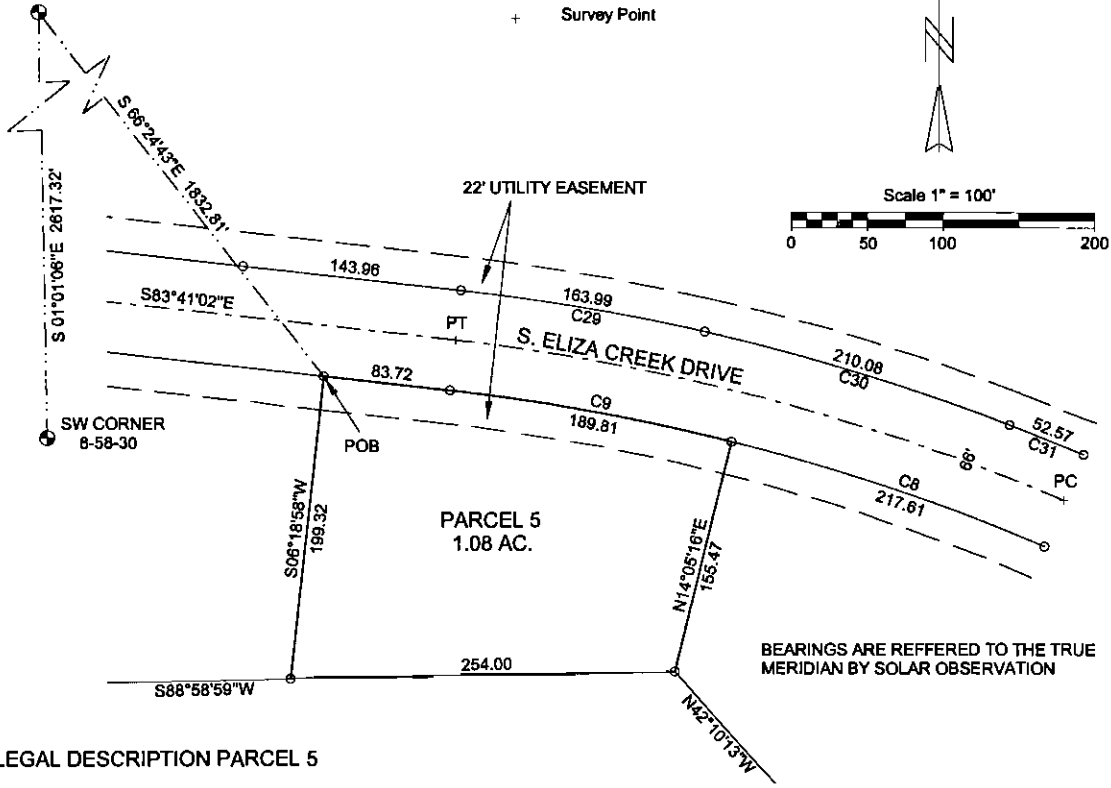 Survey Point
N
S 66°24'43"E 1832.81'
S 01°01'06"E 2617.32'
22' UTILITY EASEMENT
Scale 1" = 100'
0 50 100 200
143.96
S83°41'02"E
163.99
C29
PT
S. ELIZA CREEK DRIVE
210.08
C30
83.72
C9
189.81
52.57
C31
SW CORNER
8-58-30
POB
66'
PC
C8
217.61
S06°18'58"W
199.32
PARCEL 5
1.08 AC.
N14°05'16"E
155.47
BEARINGS ARE REFFERED TO THE TRUE
MERIDIAN BY SOLAR OBSERVATION
254.00
S88°58'59"W
N42°10'13"W
LEGAL DESCRIPTION PARCEL 5